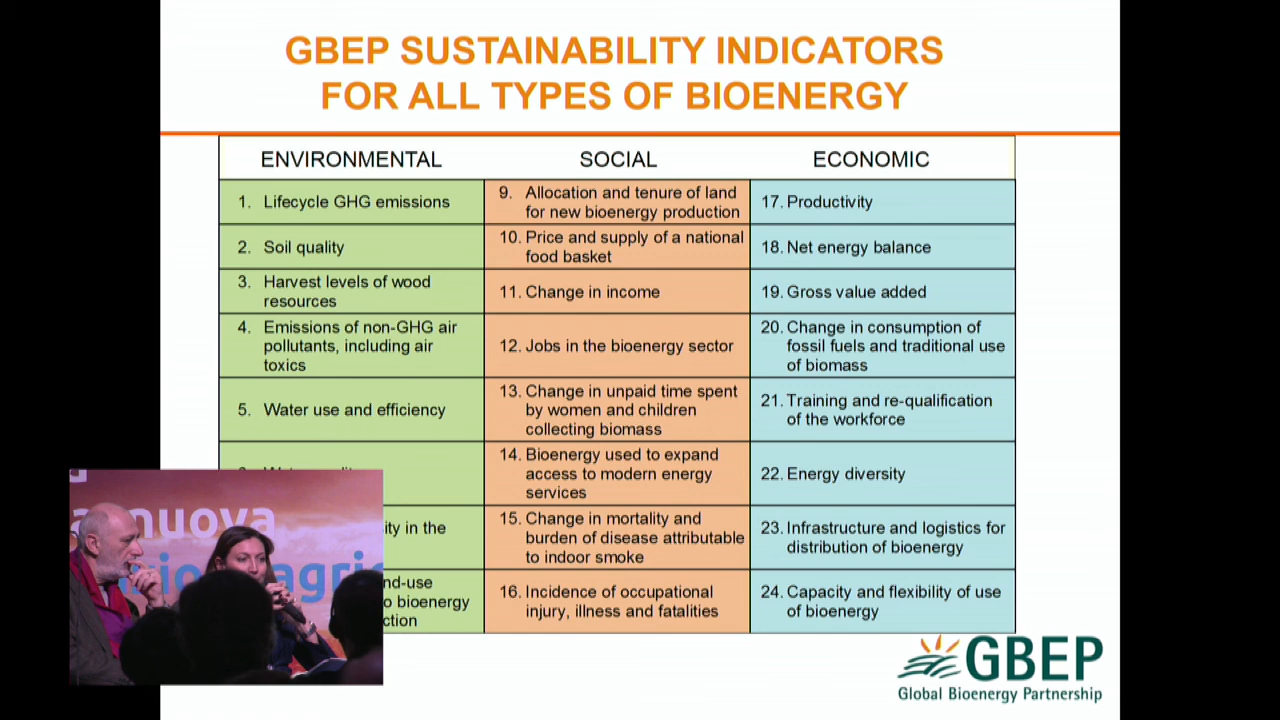 GBEP SUSTAINABILITY INDICATORS
FOR ALL TYPES OF BIOENERGY
ENVIRONMENTAL
1. Lifecycle GHG emissions
2. Soil quality
3. Harvest levels of wood
resources
4. Emissions of non-GHG air
pollutants, including air
toxics
5. Water use and efficiency
ity in the
nd-use
o bioenergy
ction
SOCIAL
9. Allocation and tenure of land
for new bioenergy production
10. Price and supply of a national
food basket
11. Change in income
12. Jobs in the bioenergy sector
13. Change in unpaid time spent
by women and children
collecting biomass
14. Bioenergy used to expand
access to modern energy
services
15. Change in mortality and
burden of disease attributable
to indoor smoke
16. Incidence of occupational
injury, illness and fatalities
ECONOMIC
17. Productivity
18. Net energy balance
19. Gross value added
20. Change in consumption of
fossil fuels and traditional use
of biomass
21. Training and re-qualification
of the workforce
22. Energy diversity
23. Infrastructure and logistics for
distribution of bioenergy
24. Capacity and flexibility of use
of bioenergy
a nuova
agri
GBEP
Global Bioenergy Partnership